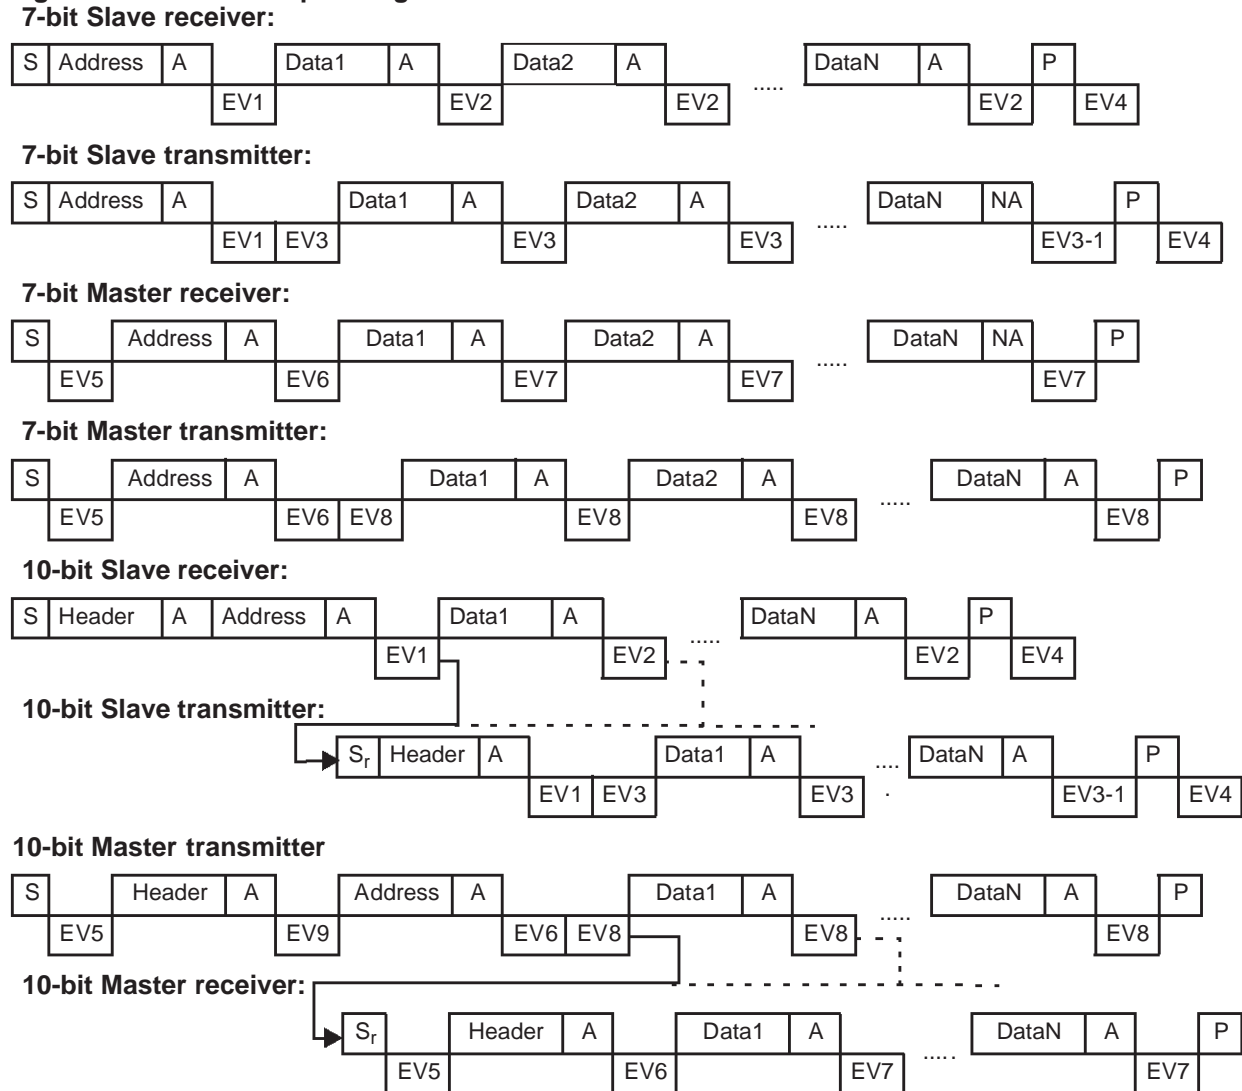 7-bit Slave receiver:
S Address A Data1 A Data2 A ..... DataN A P
EV1 EV2 EV2 EV2 EV4
7-bit Slave transmitter:
S Address A Data1 A Data2 A ..... DataN NA P
EV1 EV3 EV3 EV3 EV3-1 EV4
7-bit Master receiver:
S Address A Data1 A Data2 A ..... DataN NA P
EV5 EV6 EV7 EV7 EV7
7-bit Master transmitter:
S Address A Data1 A Data2 A ..... DataN A P
EV5 EV6 EV8 EV8 EV8 EV8
10-bit Slave receiver:
S Header A Address A Data1 A ..... DataN A P
EV1 EV2 EV2 EV4
10-bit Slave transmitter:
Sr Header A Data1 A .... DataN A P
EV1 EV3 EV3 . EV3-1 EV4
10-bit Master transmitter
S Header A Address A Data1 A ..... DataN A P
EV5 EV9 EV6 EV8 EV8 EV8
10-bit Master receiver:
Sr Header A Data1 A ..... DataN A P
EV5 EV6 EV7 EV7